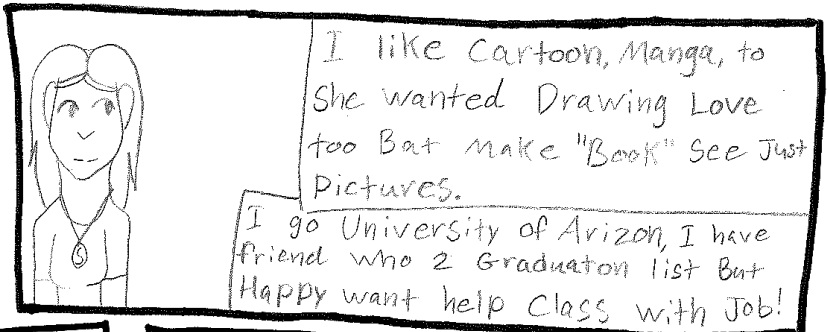 I like Cartoon, Manga, to
She wanted Drawing Love
too Bat make "Book" See Just
Pictures.
I go University of Arizon, I have
friend who 2 Graduaton list But
Happy want help Class with Job!
S